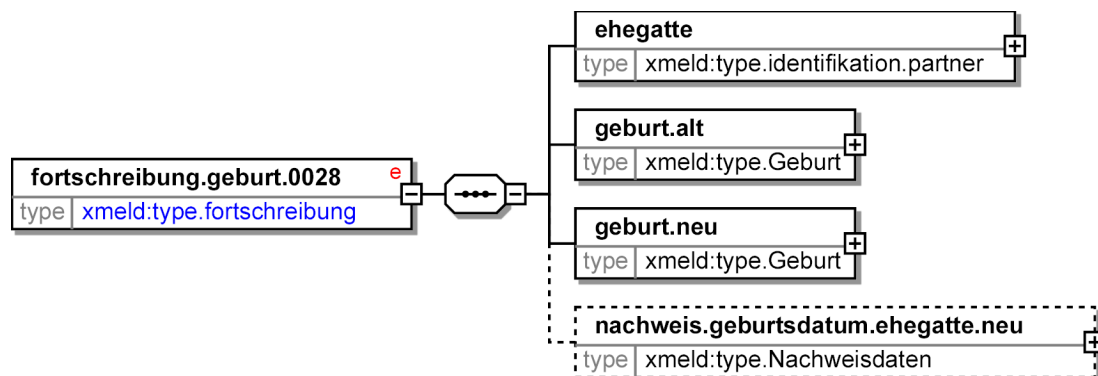 ehegatte
type xmeld:type.identifikation.partner
geburt.alt
type xmeld:type.Geburt
fortschreibung.geburt.0028 e
type xmeld:type.fortschreibung
geburt.neu
type xmeld:type.Geburt
nachweis.geburtsdatum.ehegatte.neu
type xmeld:type.Nachweisdaten